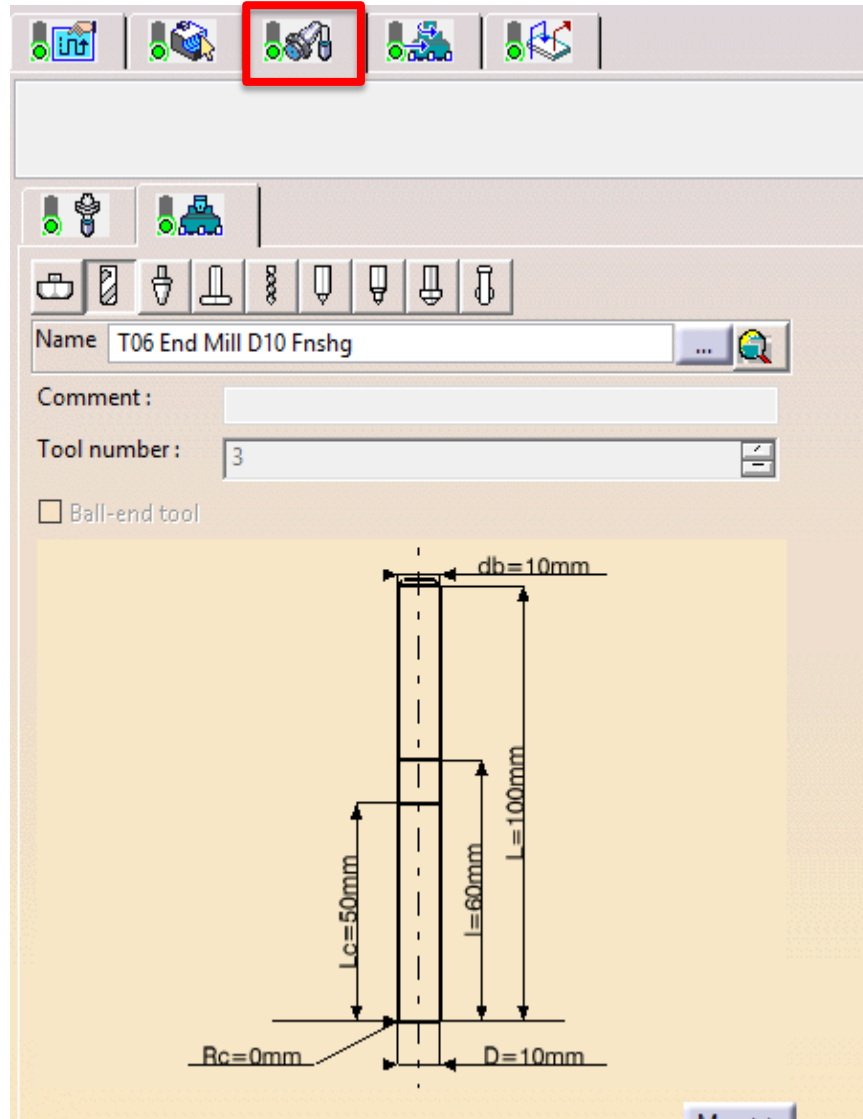 Name T06 End Mill D10 Fnshg ...
Comment :
Tool number : 3
Ball-end tool
db=10mm
L=100mm
l=60mm
Lc=50mm
Rc=0mm D=10mm